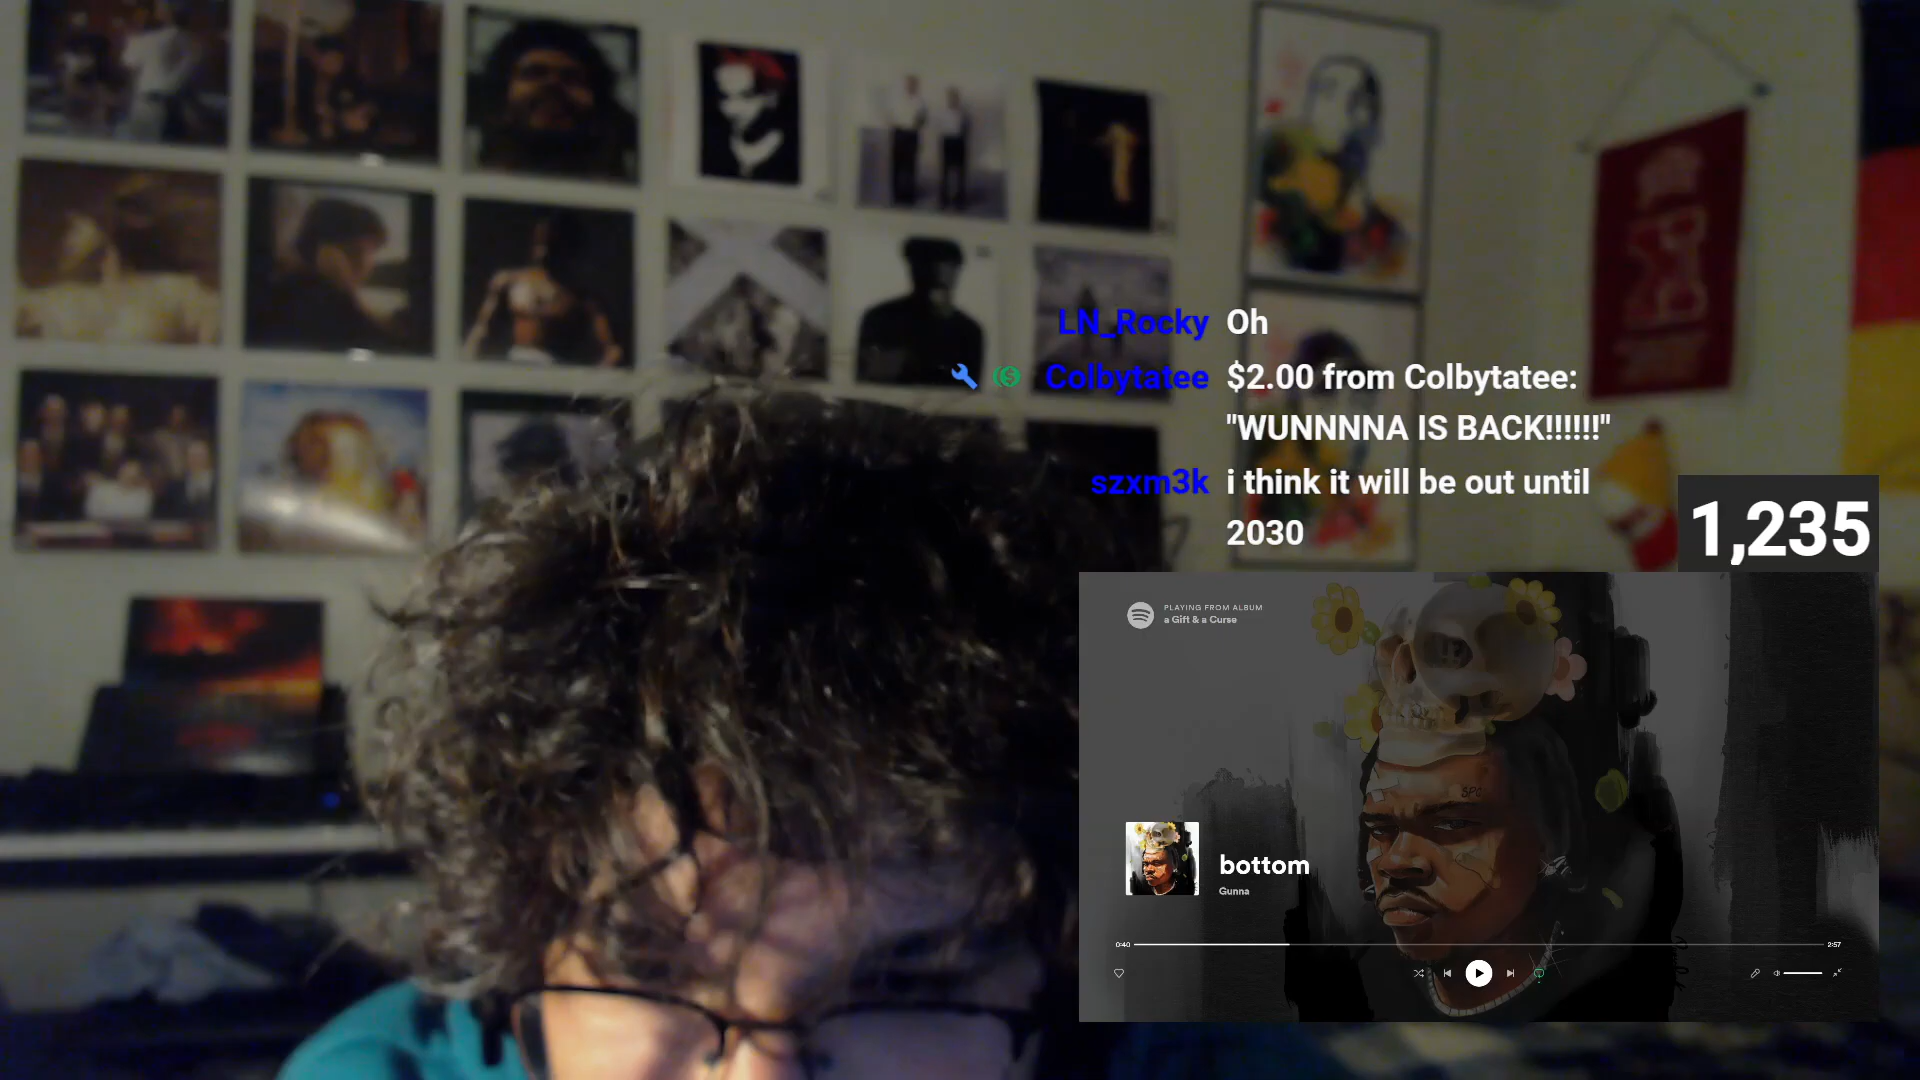 LN_Rocky Oh
Colbytatee $2.00 from Colbytatee:
"WUNNNNA IS BACK!!!!!!"
szxm3k i think it will be out until
2030
1,235
PLAYING FROM ALBUM
a Gift & a Curse
bottom
Gunna
0:40
2:57